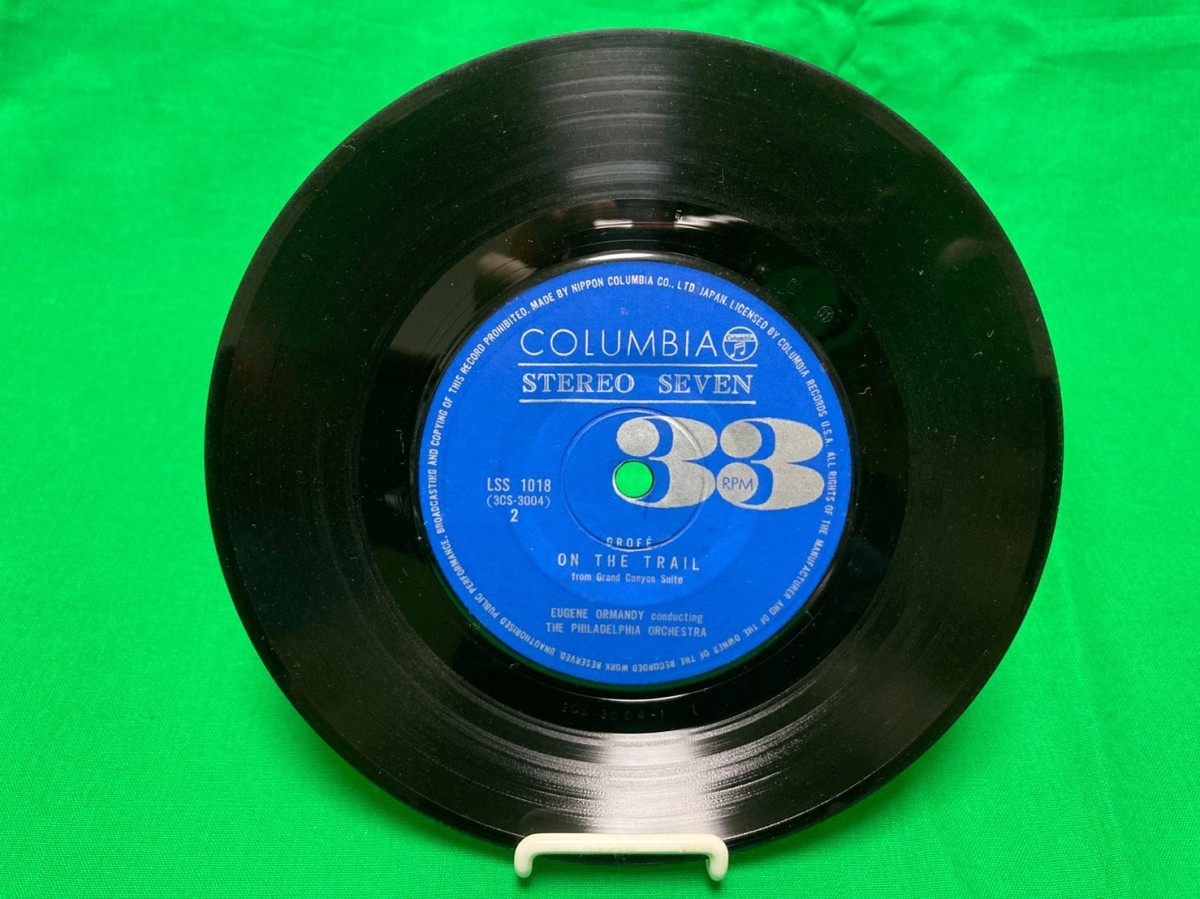 UNAUTHORISED PUBLIC PERFORMANCE, BROADCASTING AND COPYING OF THIS RECORD PROHIBITED. MADE BY NIPPON COLUMBIA CO., LTD JAPAN, LICENSED BY COLUMBIA RECORDS U.S.A. ALL RIGHTS OF THE MANUFACTURER AND OF THE OWNER OF THE RECORDED WORK RESERVED.
COLUMBIA
Columbia
STEREO SEVEN
33
RPM
LSS 1018
(3CS-3004)
2
GROFÉ
ON THE TRAIL
from Grand Canyon Suite
EUGENE ORMANDY conducting
THE PHILADELPHIA ORCHESTRA